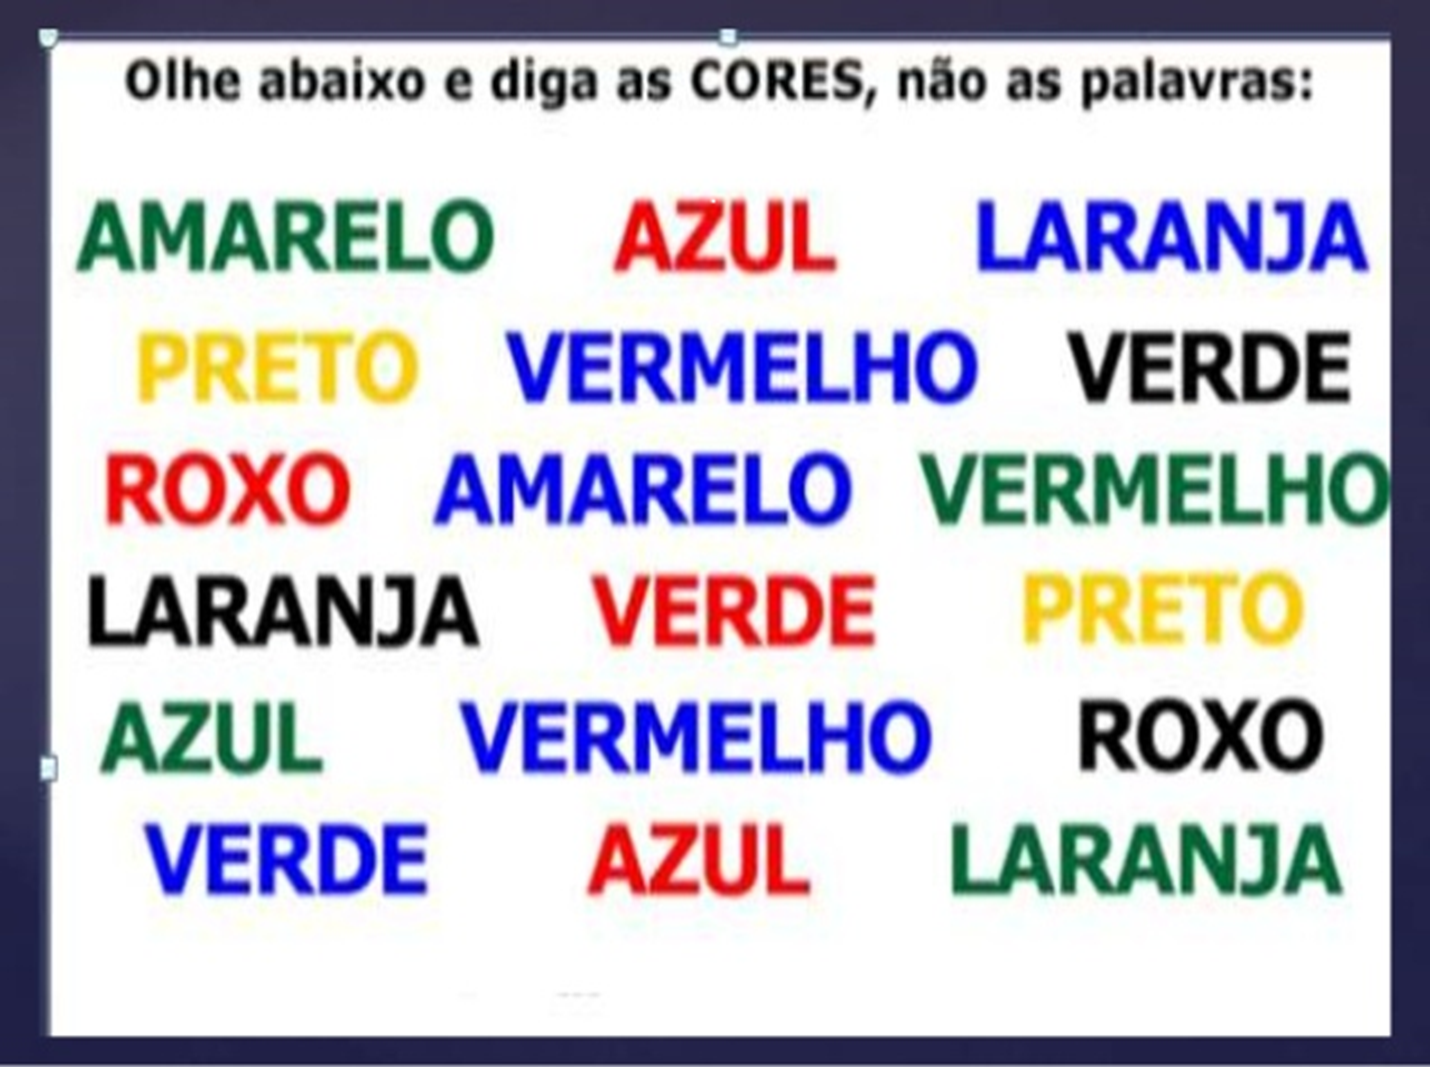 Olhe abaixo e diga as CORES, não as palavras:
AMARELO AZUL LARANJA
PRETO VERMELHO VERDE
ROXO AMARELO VERMELHO
LARANJA VERDE PRETO
AZUL VERMELHO ROXO
VERDE AZUL LARANJA